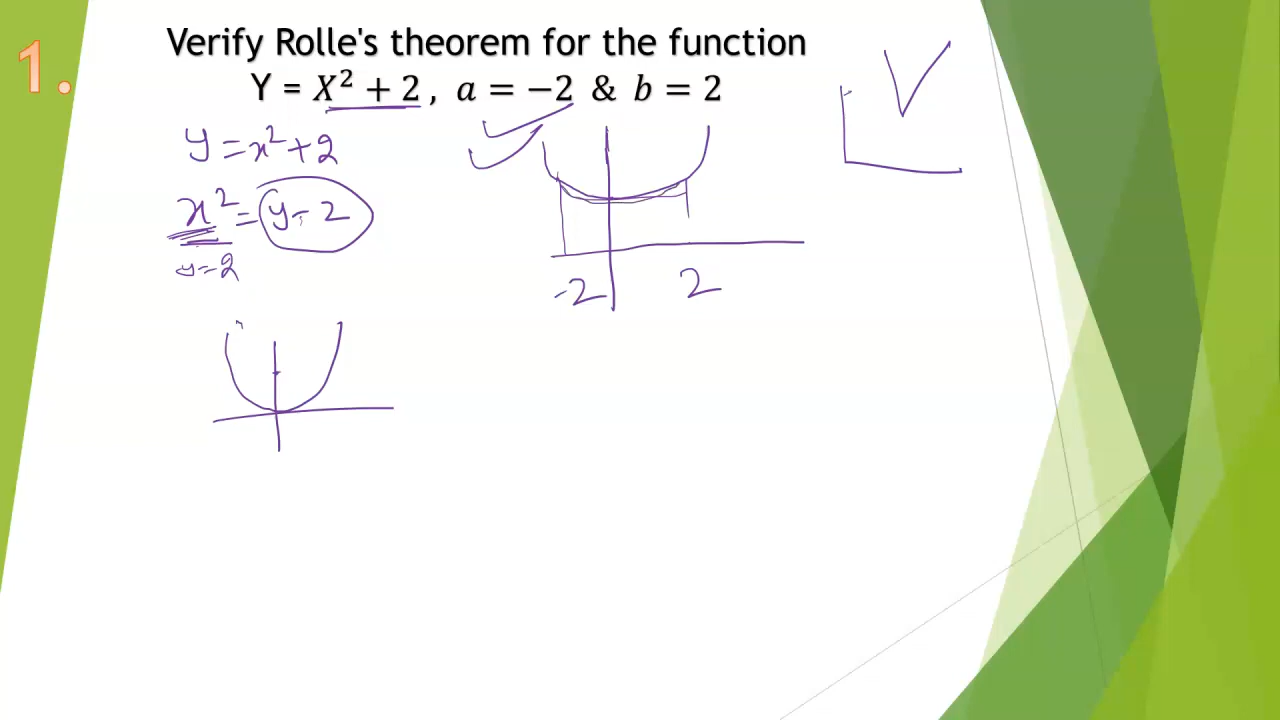 1.
Verify Rolle's theorem for the function
Y = X² + 2 , a = −2 & b = 2
y = x² + 2
x² = y - 2
y = 2
-2 2